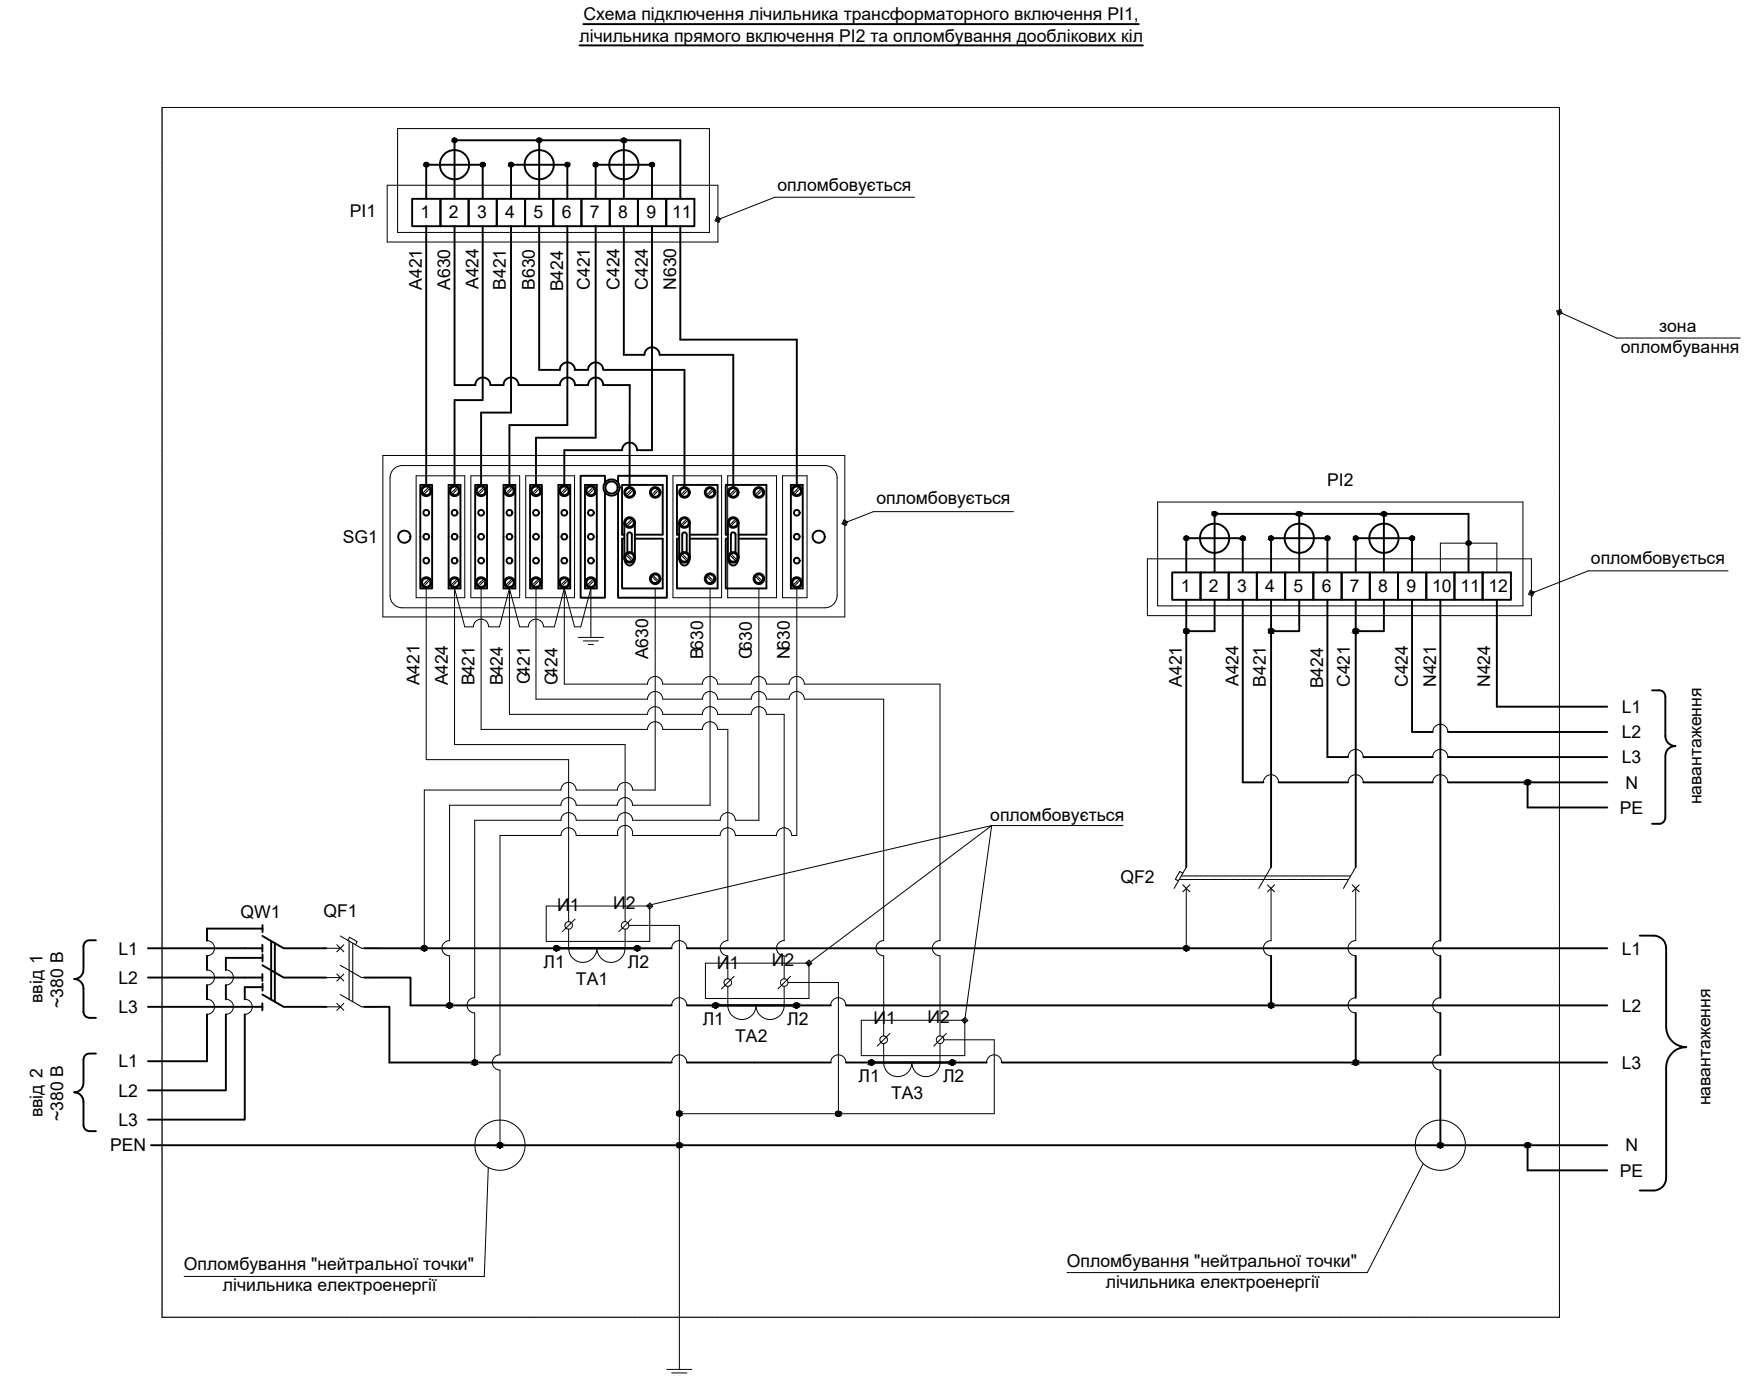 Схема підключення лічильника трансформаторного включення PI1,
лічильника прямого включення PI2 та опломбування дооблікових кіл
опломбовується
PI1
1 2 3 4 5 6 7 8 9 11
A421 A630 A424 B421 B630 B424 C421 C424 C424 N630
зона
опломбування
опломбовується
SG1
A421 A424 B421 B424 C421 C424 A630 B630 C630 N630
PI2
опломбовується
1 2 3 4 5 6 7 8 9 10 11 12
A421 A424 B421 B424 C421 C424 N421 N424
L1
L2
L3
N
PE
навантаження
опломбовується
QF2
QW1 QF1
ввід 1
~380 В
L1
L2
L3
ввід 2
~380 В
L1
L2
L3
PEN
И1 И2
Л1 Л2
TA1
И1 И2
Л1 Л2
TA2
И1 И2
Л1 Л2
TA3
L1
L2
L3
N
PE
навантаження
Опломбування "нейтральної точки"
лічильника електроенергії
Опломбування "нейтральної точки"
лічильника електроенергії